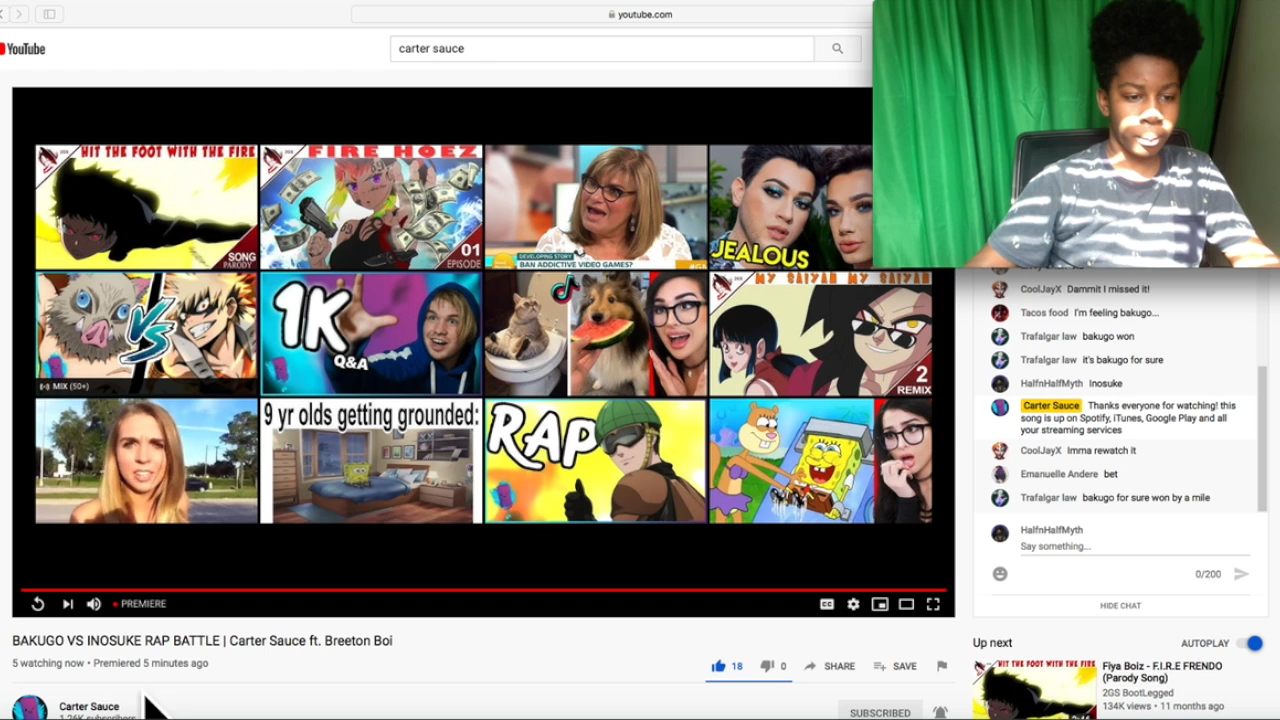 youtube.com
YouTube
carter sauce
HIT THE FOOT WITH THE FIRE
SONG
PARODY
FIRE HOEZ
01
EPISODE
DEVELOPING STORY
BAN ADDICTIVE VIDEO GAMES?
JEALOUS
VS
MIX (50+)
1K
Q&A
MY SAIYAN MY SAIYAN
2
REMIX
9 yr olds getting grounded:
RAP
PREMIERE
BAKUGO VS INOSUKE RAP BATTLE | Carter Sauce ft. Breeton Boi
5 watching now • Premiered 5 minutes ago
18
0
SHARE
SAVE
Carter Sauce
1.26K subscribers
SUBSCRIBED
CoolJayX Dammit I missed it!
Tacos food I'm feeling bakugo...
Trafalgar law bakugo won
Trafalgar law it's bakugo for sure
HalfnHalfMyth Inosuke
Carter Sauce Thanks everyone for watching! this
song is up on Spotify, iTunes, Google Play and all
your streaming services
CoolJayX Imma rewatch it
Emanuelle Andere bet
Trafalgar law bakugo for sure won by a mile
HalfnHalfMyth
Say something...
0/200
HIDE CHAT
Up next
AUTOPLAY
HIT THE FOOT WITH THE FIRE
Fiya Boiz - F.I.R.E FRENDO
(Parody Song)
2GS BootLegged
134K views • 11 months ago